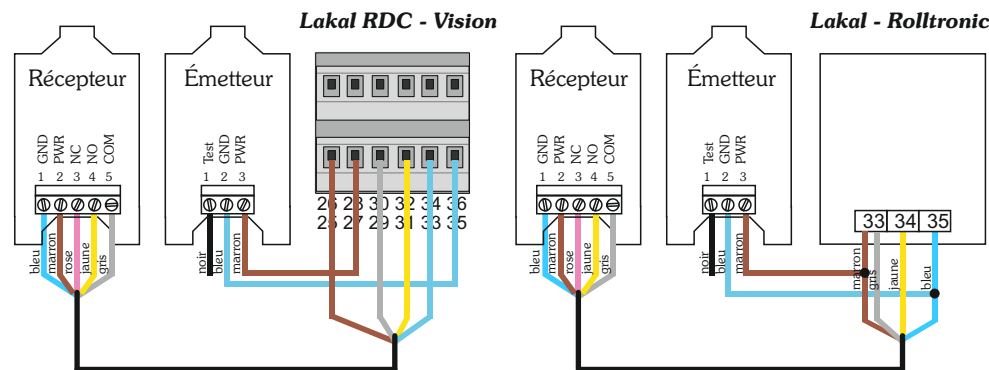 Lakal RDC - Vision
Récepteur
Émetteur
GND PWR NC NO COM
1 2 3 4 5
Test GND PWR
1 2 3
26 28 30 32 34 36
25 27 29 31 33 35
bleu marron rose jaune gris
noir bleu marron
Lakal - Rolltronic
Récepteur
Émetteur
GND PWR NC NO COM
1 2 3 4 5
Test GND PWR
1 2 3
33 34 35
bleu marron rose jaune gris
noir bleu marron
marron gris jaune bleu